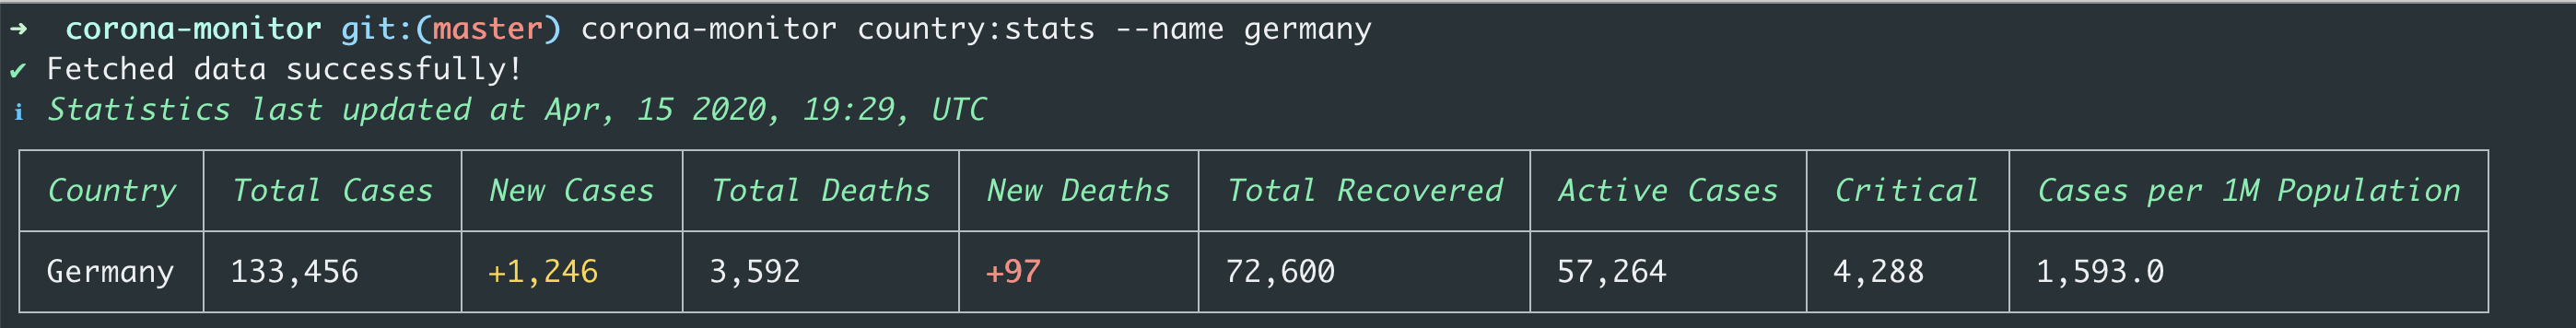 ➜ corona-monitor git:(master) corona-monitor country:stats --name germany
✔ Fetched data successfully!
ℹ Statistics last updated at Apr, 15 2020, 19:29, UTC
Country Total Cases New Cases Total Deaths New Deaths Total Recovered Active Cases Critical Cases per 1M Population
Germany 133,456 +1,246 3,592 +97 72,600 57,264 4,288 1,593.0